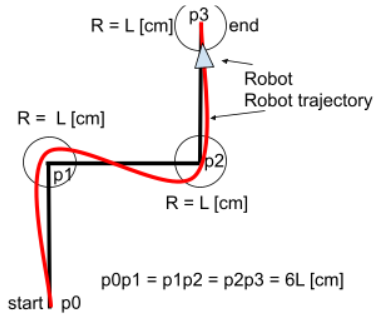 R = L [cm]
p3
end
Robot
Robot trajectory
R = L [cm]
p1
p2
R = L [cm]
p0p1 = p1p2 = p2p3 = 6L [cm]
start p0